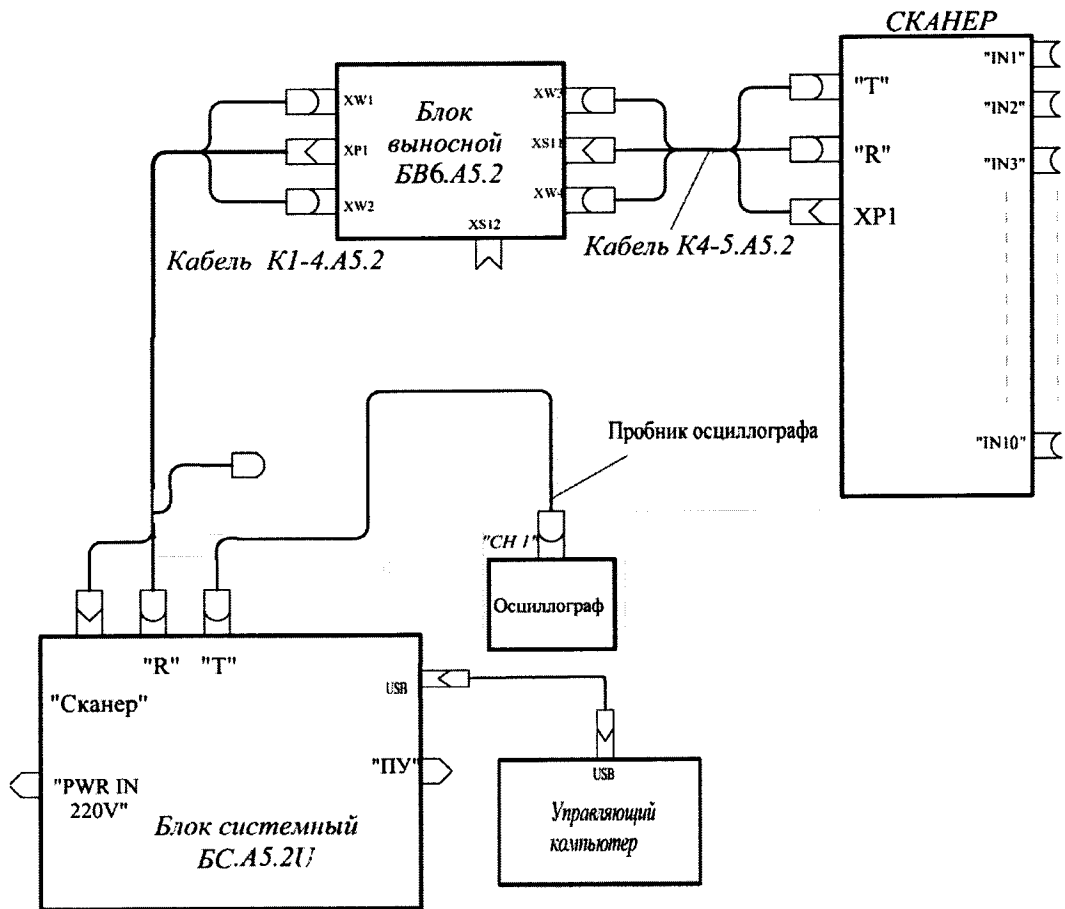 СКАНЕР
"IN1"
"IN2"
"IN3"
"IN10"
"T"
"R"
XP1
XW1
XP1
XW2
Блок
выносной
БВ6.А5.2
XW3
XS11
XW4
XS12
Кабель К1-4.А5.2
Кабель К4-5.А5.2
Пробник осциллографа
"CH 1"
Осциллограф
"R" "T"
"Сканер"
USB
"ПУ"
"PWR IN
220V"
Блок системный
БС.А5.2U
USB
Управляющий
компьютер